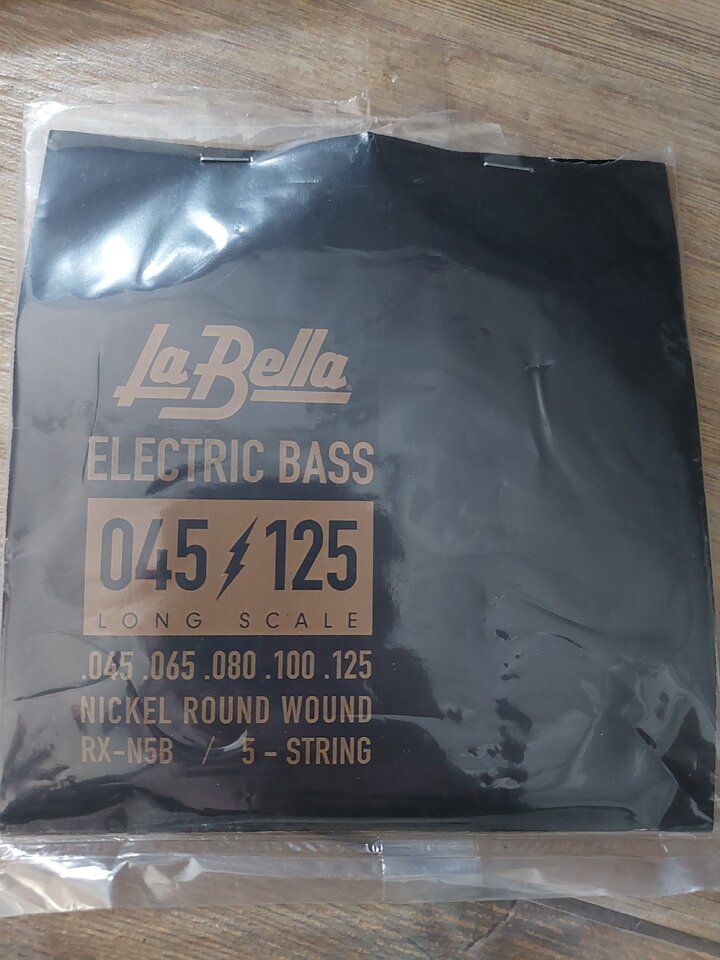 La Bella
ELECTRIC BASS
045 125
LONG SCALE
.045 .065 .080 .100 .125
NICKEL ROUND WOUND
RX-N5B / 5 - STRING